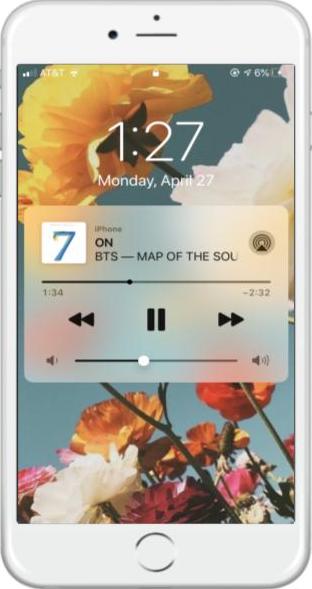 AT&T 6%
1:27
Monday, April 27
iPhone
7 ON
BTS — MAP OF THE SOU
1:34 −2:32